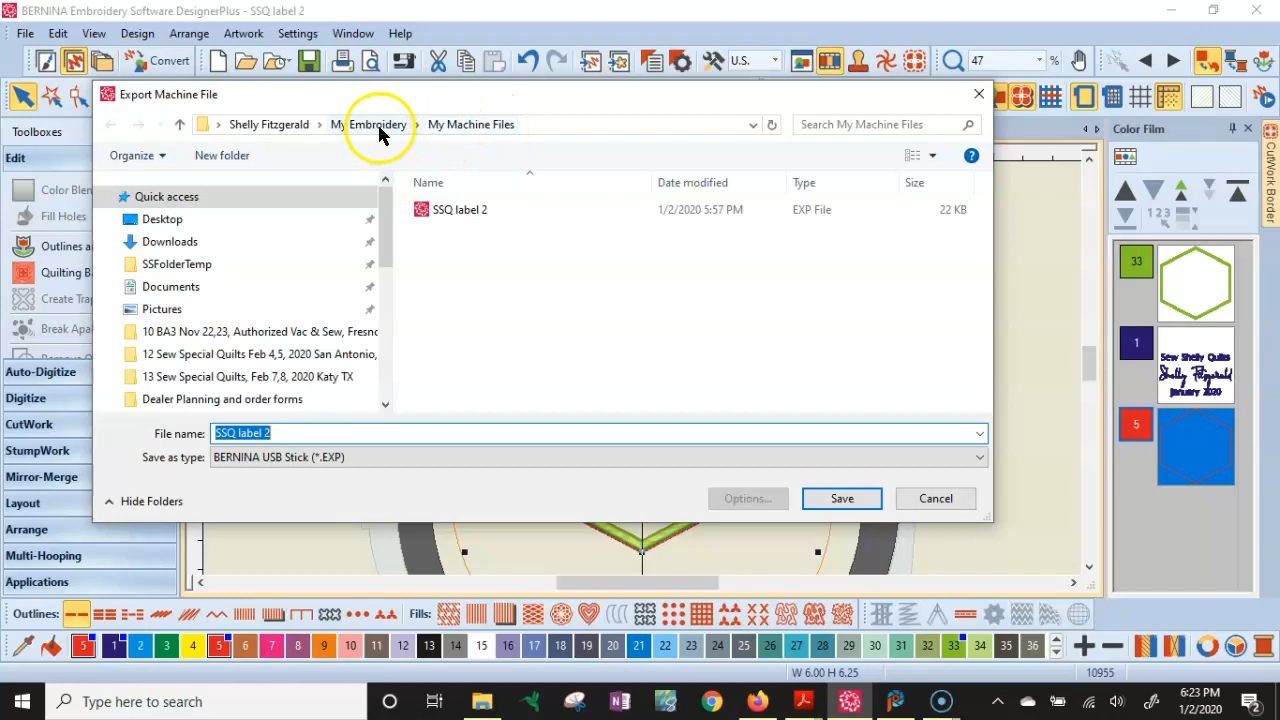 BERNINA Embroidery Software DesignerPlus - SSQ label 2
File Edit View Design Arrange Artwork Settings Window Help
Convert U.S. 47 %
Export Machine File
Shelly Fitzgerald My Embroidery My Machine Files Search My Machine Files
Organize New folder
Toolboxes
Edit
Color Blen
Fill Holes
Outlines a
Quilting B
Create Tra
Break Apa
Auto-Digitize
Digitize
CutWork
StumpWork
Mirror-Merge
Layout
Arrange
Multi-Hooping
Applications
Quick access
Desktop
Downloads
SSFolderTemp
Documents
Pictures
10 BA3 Nov 22,23, Authorized Vac & Sew, Fresno
12 Sew Special Quilts Feb 4,5, 2020 San Antonio,
13 Sew Special Quilts, Feb 7,8, 2020 Katy TX
Dealer Planning and order forms
Name Date modified Type Size
SSQ label 2 1/2/2020 5:57 PM EXP File 22 KB
File name: SSQ label 2
Save as type: BERNINA USB Stick (*.EXP)
Hide Folders Options... Save Cancel
Color Film
CutWork Border
1 2 3
33
1
Sew Shelly Quilts
Shelly Fitzgerald
January 2020
5
Outlines: Fills:
5 1 2 3 4 5 6 7 8 9 10 11 12 13 14 15 16 17 18 19 20 21 22 23 24 25 26 27 28 29 30 31 32 33 34 35 36
W 6.00 H 6.25 10955
Type here to search
6:23 PM
1/2/2020
2